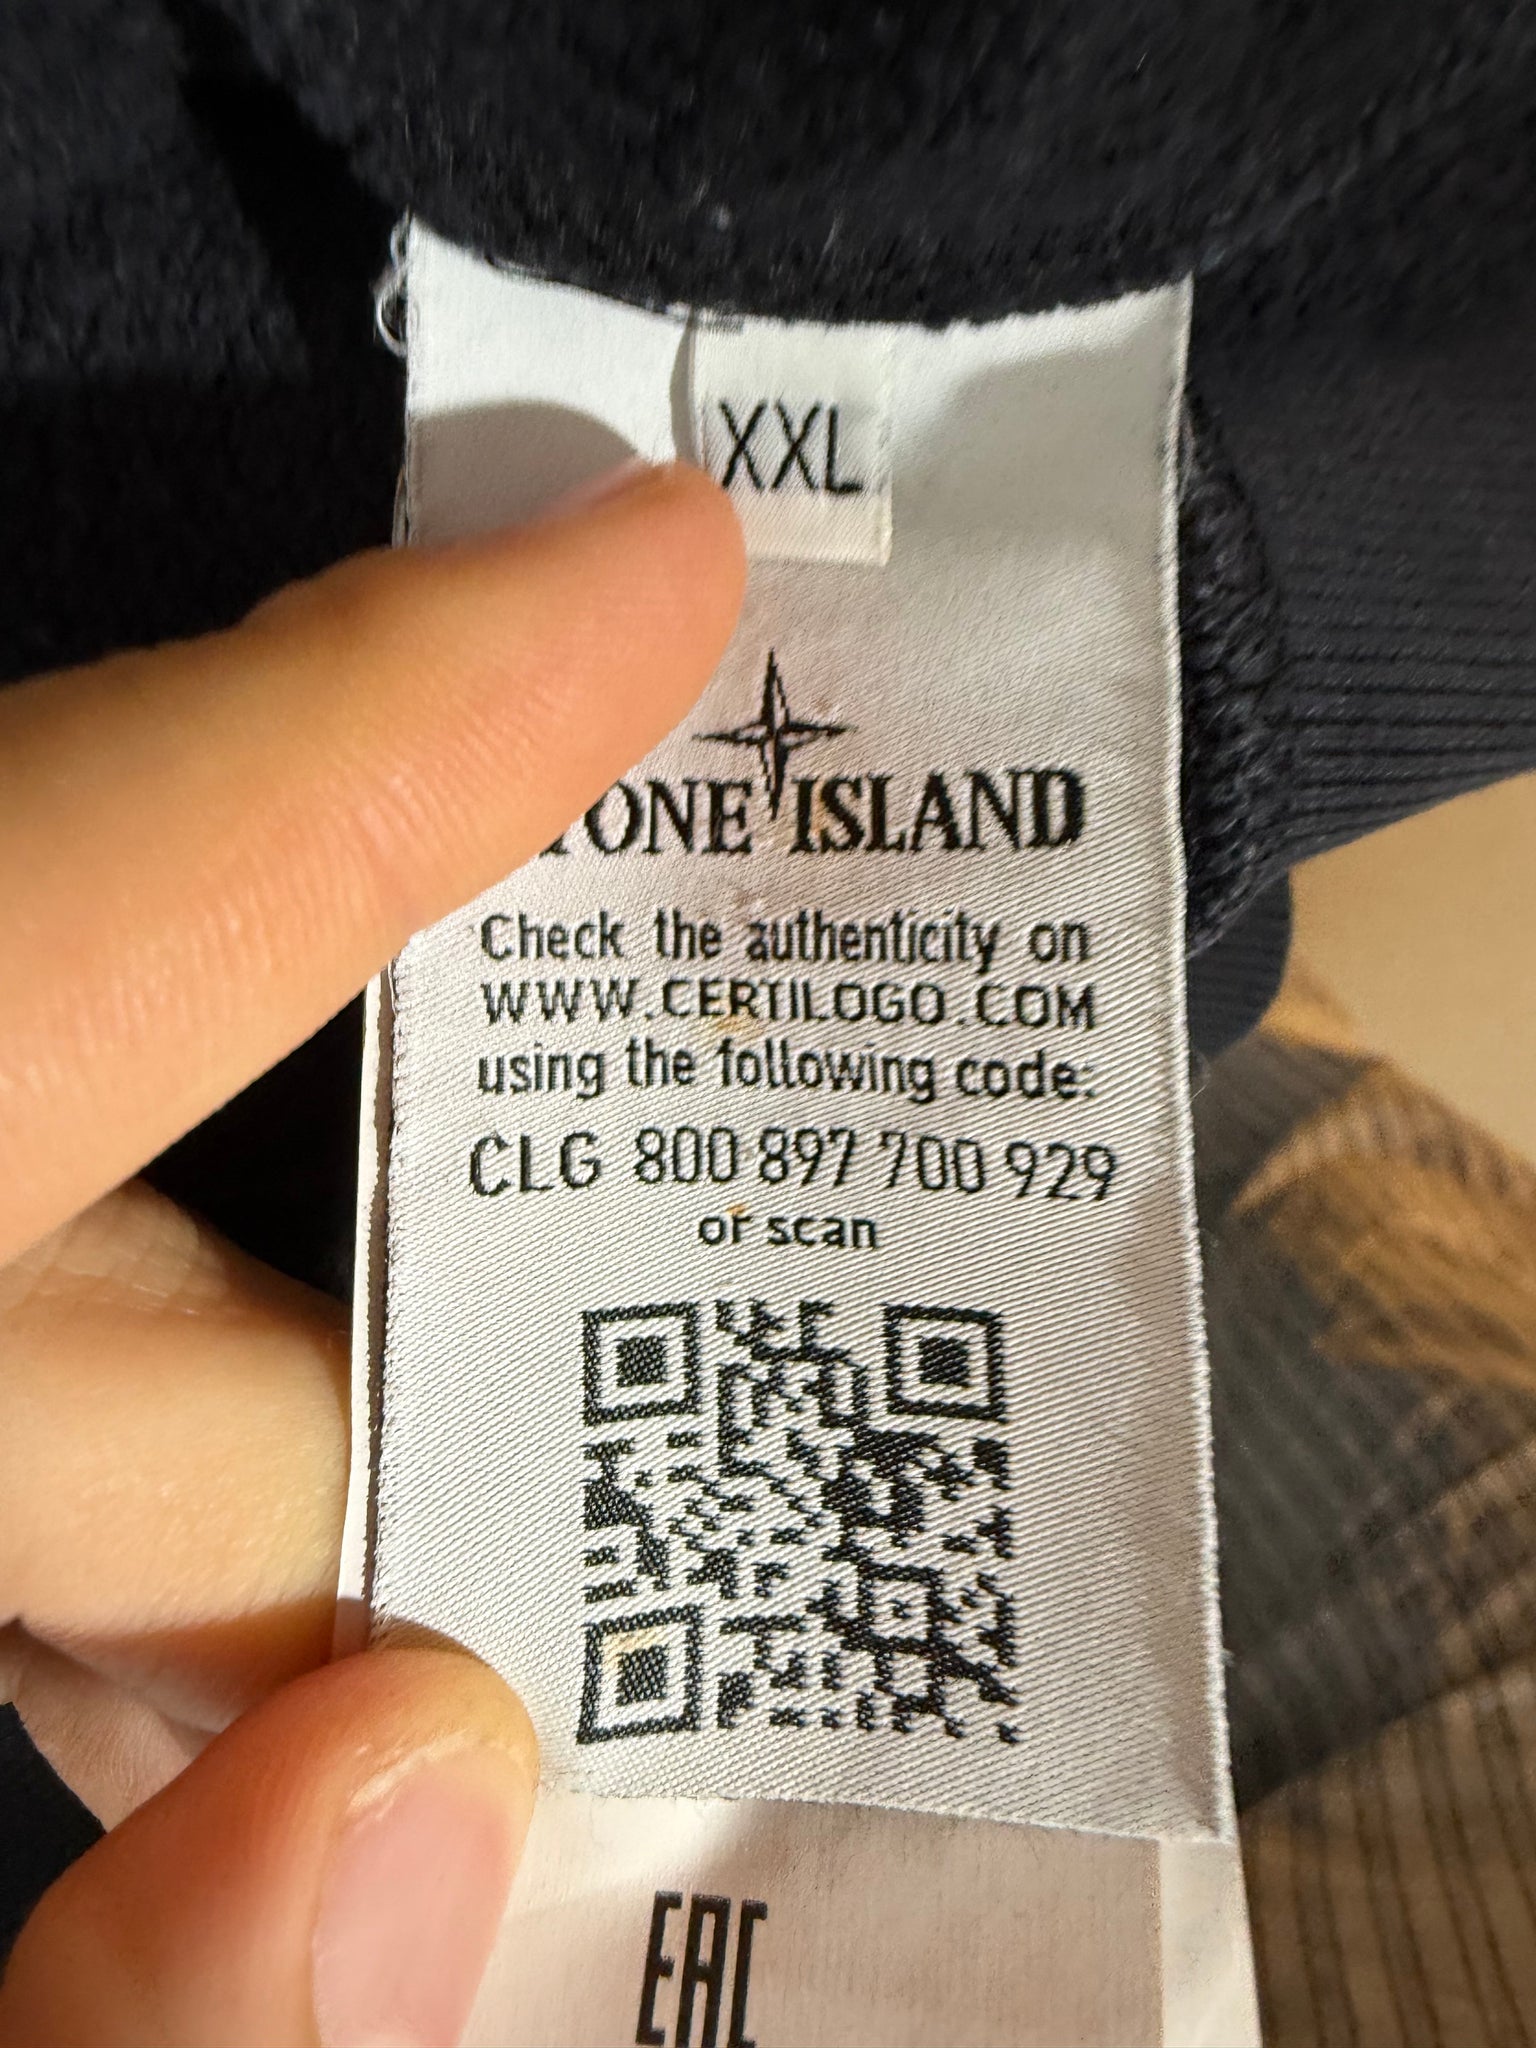 XXL
STONE ISLAND
Check the authenticity on
WWW.CERTILOGO.COM
using the following code:
CLG 800 897 700 929
or scan
EAC